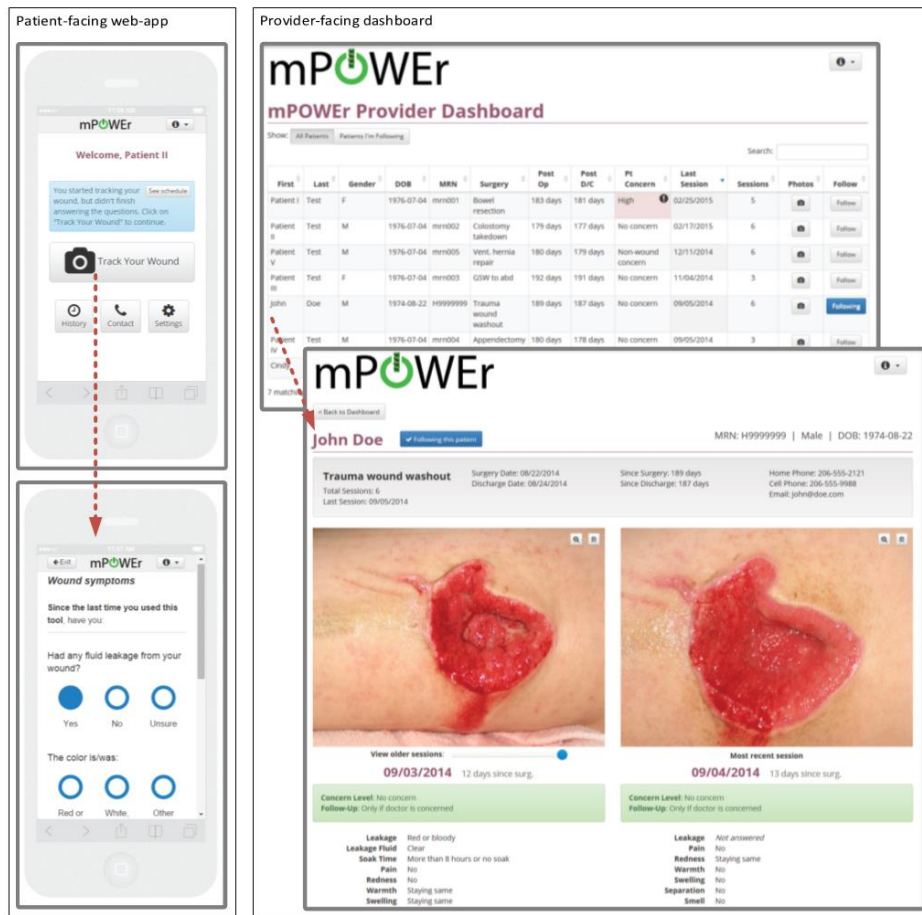 Patient-facing web-app
mPOWEr
Welcome, Patient II
You started tracking your
wound, but didn't finish
answering the questions. Click on
"Track Your Wound" to continue.
See schedule
Track Your Wound
History
Contact
Settings
Exit
mPOWEr
Wound symptoms
Since the last time you used this
tool, have you:
Had any fluid leakage from your
wound?
Yes
No
Unsure
The color is/was:
Red or
White,
Other
Provider-facing dashboard
mPOWEr
mPOWEr Provider Dashboard
Show: All Patients Patients I'm Following
Search:
First Last Gender DOB MRN Surgery Post Op Post D/C Pt Concern Last Session Sessions Photos Follow
Patient I Test F 1976-07-04 mrn001 Bowel resection 183 days 181 days High 02/25/2015 5 Follow
Patient II Test M 1976-07-04 mrn002 Colostomy takedown 179 days 177 days No concern 02/17/2015 6 Follow
Patient V Test M 1976-07-04 mrn005 Vent. hernia repair 180 days 179 days Non-wound concern 12/11/2014 6 Follow
Patient III Test F 1976-07-04 mrn003 GSW to abd 192 days 191 days No concern 11/04/2014 3 Follow
John Doe M 1974-08-22 H9999999 Trauma wound washout 189 days 187 days No concern 09/05/2014 6 Following
Patient IV Test M 1976-07-04 mrn004 Appendectomy 180 days 178 days No concern 09/05/2014 3 Follow
Cindy
7
mPOWEr
< Back to Dashboard
John Doe
Following this patient
MRN: H9999999 | Male | DOB: 1974-08-22
Trauma wound washout
Total Sessions: 6
Last Session: 09/05/2014
Surgery Date: 08/22/2014
Discharge Date: 08/24/2014
Since Surgery: 189 days
Since Discharge: 187 days
Home Phone: 206-555-2121
Cell Phone: 206-555-9988
Email: john@doe.com
View older sessions:
09/03/2014 12 days since surg.
Concern Level: No concern
Follow-Up: Only if doctor is concerned
Leakage Red or bloody
Leakage Fluid Clear
Soak Time More than 8 hours or no soak
Pain No
Redness No
Warmth Staying same
Swelling Staying same
Most recent session
09/04/2014 13 days since surg.
Concern Level: No concern
Follow-Up: Only if doctor is concerned
Leakage Not answered
Pain No
Redness Staying same
Warmth No
Swelling No
Separation No
Smell No